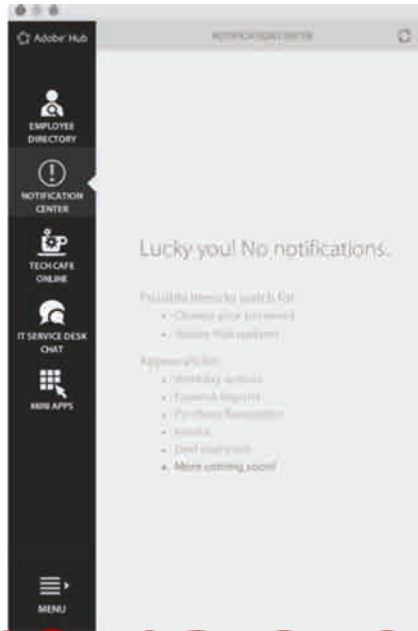 Adobe Hub
NOTIFICATION CENTER
EMPLOYEE
DIRECTORY
NOTIFICATION
CENTER
TECH CAFE
ONLINE
IT SERVICE DESK
CHAT
MINI APPS
MENU
Lucky you! No notifications.
Possible items to watch for:
• Change your password
• Adobe Hub updates
Approvals for:
• Workday actions
• Expense Reports
• Purchase Requisitions
• Invoice
• More coming soon!